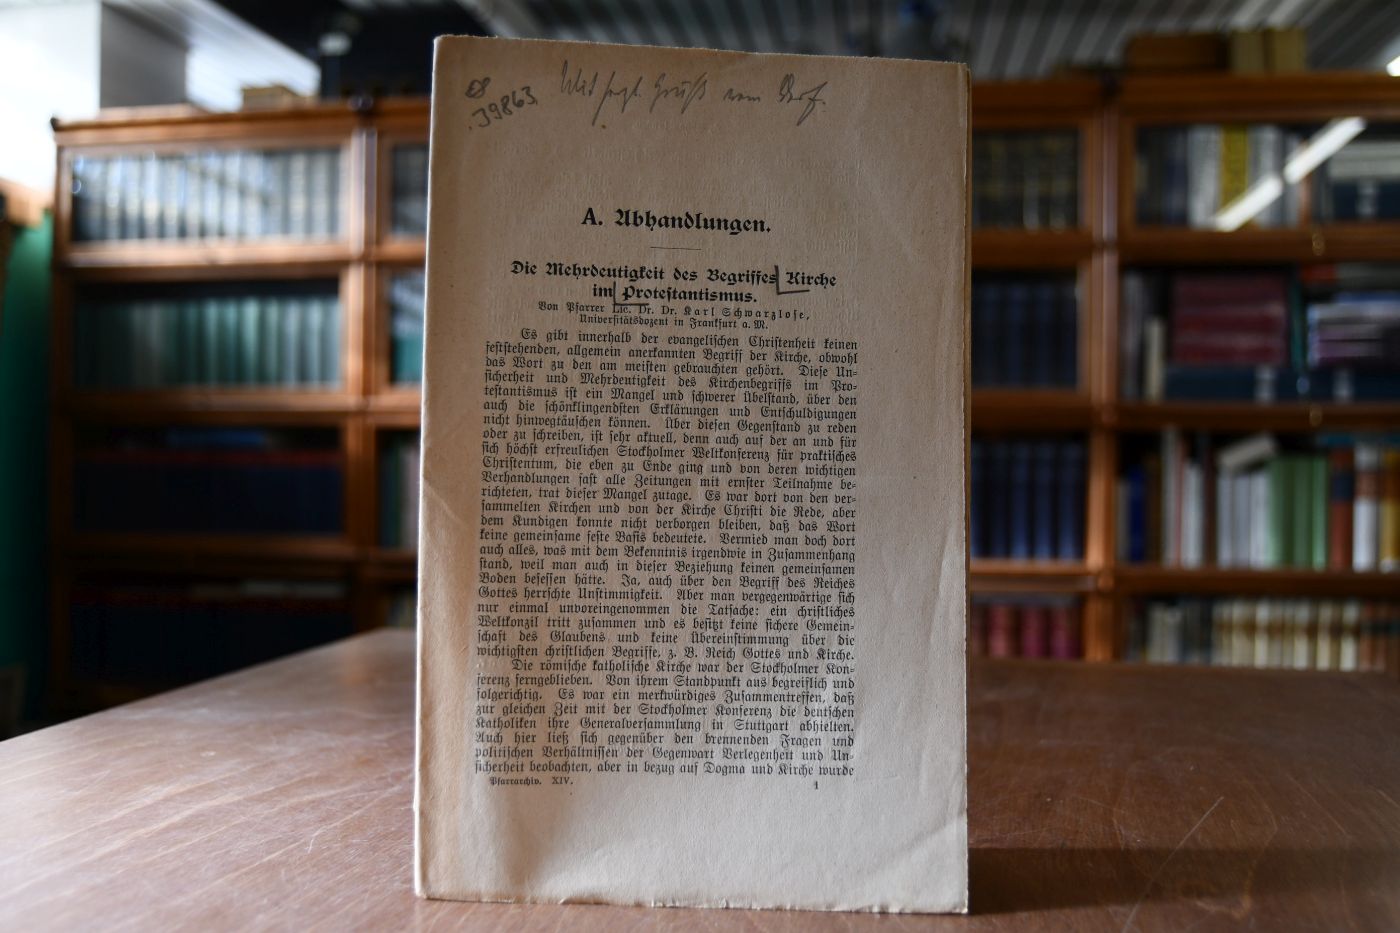 39863.
Mit frgl. Gruß vom Verf.
A. Abhandlungen.
Die Mehrdeutigkeit des Begriffes Kirche
im Proteſtantismus.
Von Pfarrer Lic. Dr. Dr. Karl Schwarzloſe,
Univerſitätsdozent in Frankfurt a. M.
Es gibt innerhalb der evangeliſchen Chriſtenheit keinen
feſtſtehenden, allgemein anerkannten Begriff der Kirche, obwohl
das Wort zu den am meiſten gebrauchten gehört. Dieſe Un-
ſicherheit und Mehrdeutigkeit des Kirchenbegriffs im Pro-
teſtantismus iſt ein Mangel und ſchwerer Übelſtand, über den
auch die ſchönklingendſten Erklärungen und Entſchuldigungen
nicht hinwegtäuſchen können. Über dieſen Gegenſtand zu reden
oder zu ſchreiben, iſt ſehr aktuell, denn auch auf der an und für
ſich höchſt erfreulichen Stockholmer Weltkonferenz für praktiſches
Chriſtentum, die eben zu Ende ging und von deren wichtigen
Verhandlungen faſt alle Zeitungen mit ernſter Teilnahme be-
richteten, trat dieſer Mangel zutage. Es war dort von den ver-
ſammelten Kirchen und von der Kirche Chriſti die Rede, aber
dem Kundigen konnte nicht verborgen bleiben, daß das Wort
keine gemeinſame feſte Baſis bedeutete. Vermied man doch dort
auch alles, was mit dem Bekenntnis irgendwie in Zuſammenhang
ſtand, weil man auch in dieſer Beziehung keinen gemeinſamen
Boden beſeſſen hätte. Ja, auch über den Begriff des Reiches
Gottes herrſchte Unſtimmigkeit. Aber man vergegenwärtige ſich
nur einmal unvoreingenommen die Tatſache: ein chriſtliches
Weltkonzil tritt zuſammen und es beſitzt keine ſichere Gemein-
ſchaft des Glaubens und keine Übereinſtimmung über die
wichtigſten chriſtlichen Begriffe, z. B. Reich Gottes und Kirche.
Die römiſche katholiſche Kirche war der Stockholmer Kon-
ferenz ferngeblieben. Von ihrem Standpunkt aus begreiflich und
folgerichtig. Es war ein merkwürdiges Zuſammentreffen, daß
zur gleichen Zeit mit der Stockholmer Konferenz die deutſchen
Katholiken ihre Generalverſammlung in Stuttgart abhielten.
Auch hier ließ ſich gegenüber den brennenden Fragen und
politiſchen Verhältniſſen der Gegenwart Verlegenheit und Un-
ſicherheit beobachten, aber in bezug auf Dogma und Kirche wurde
Pfarrarchiv. XIV.
1